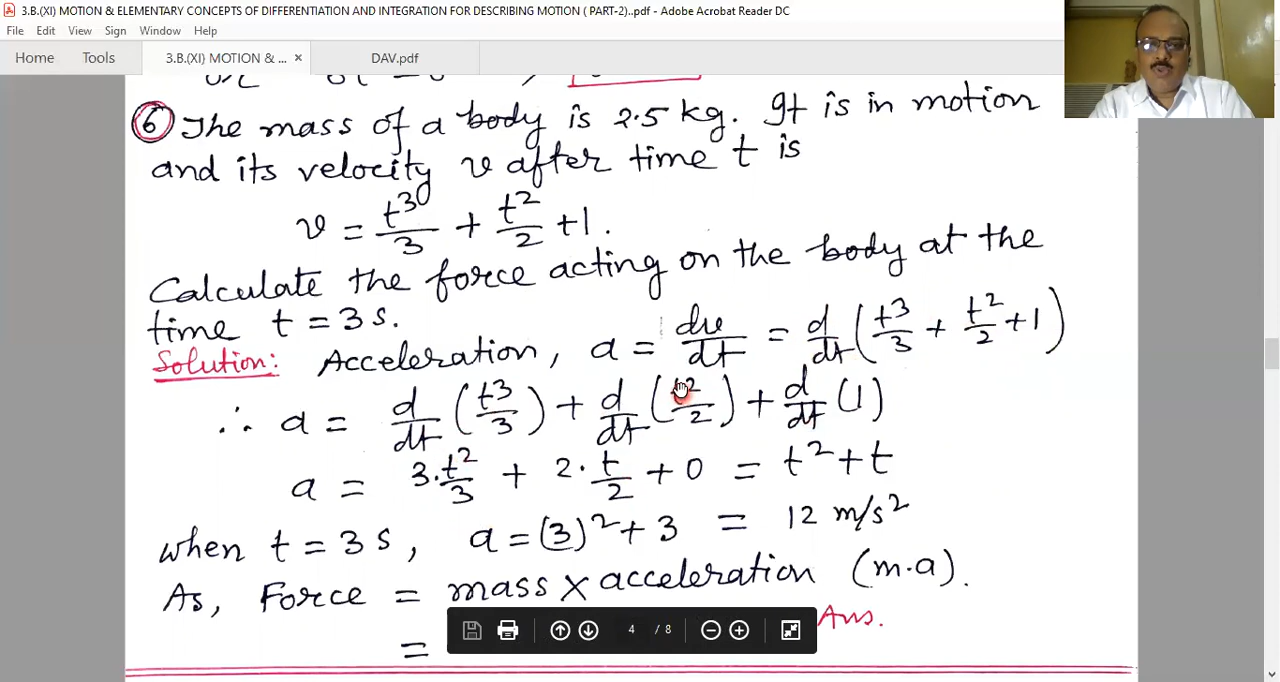 3.B.(XI) MOTION & ELEMENTARY CONCEPTS OF DIFFERENTIATION AND INTEGRATION FOR DESCRIBING MOTION ( PART-2)..pdf - Adobe Acrobat Reader DC
File Edit View Sign Window Help
Home Tools 3.B.(XI) MOTION & ... × DAV.pdf
⑥ The mass of a body is 2.5 kg. It is in motion
and its velocity v after time t is
v = t³/3 + t²/2 + 1.
Calculate the force acting on the body at the
time t = 3 s.
Solution: Acceleration, a = dv/dt = d/dt (t³/3 + t²/2 + 1)
∴ a = d/dt (t³/3) + d/dt (t²/2) + d/dt (1)
a = 3·t²/3 + 2·t/2 + 0 = t² + t
when t = 3 s, a = (3)² + 3 = 12 m/s²
As, Force = mass × acceleration (m.a).
= Ans.
4 / 8